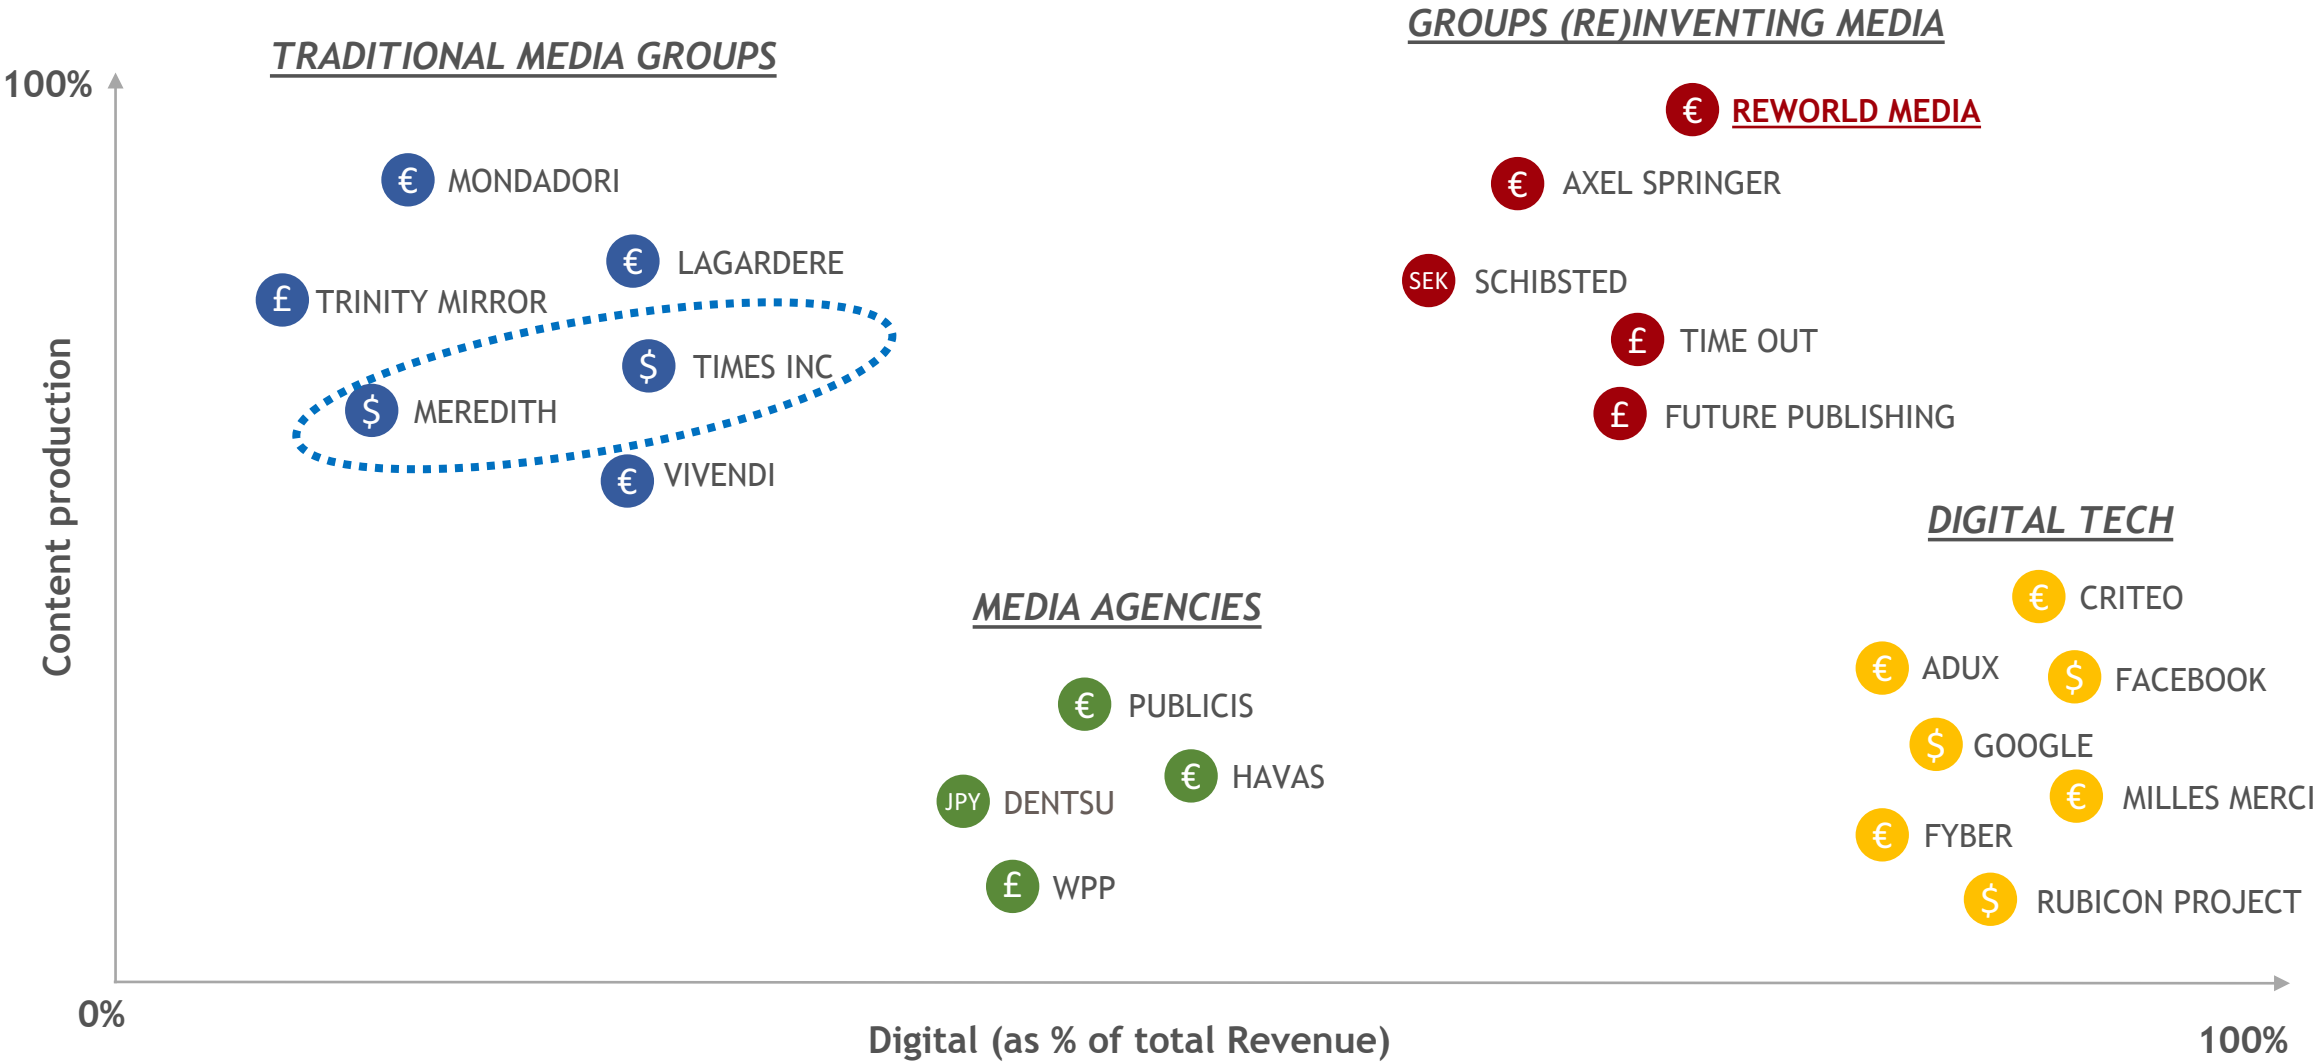 GROUPS (RE)INVENTING MEDIA
TRADITIONAL MEDIA GROUPS
100%
€ REWORLD MEDIA
€ MONDADORI
€ AXEL SPRINGER
€ LAGARDERE
SEK SCHIBSTED
£ TRINITY MIRROR
£ TIME OUT
$ TIMES INC
$ MEREDITH
£ FUTURE PUBLISHING
€ VIVENDI
Content production
DIGITAL TECH
MEDIA AGENCIES
€ CRITEO
€ ADUX
$ FACEBOOK
€ PUBLICIS
$ GOOGLE
€ HAVAS
JPY DENTSU
€ MILLES MERCI
€ FYBER
£ WPP
$ RUBICON PROJECT
0%
Digital (as % of total Revenue)
100%